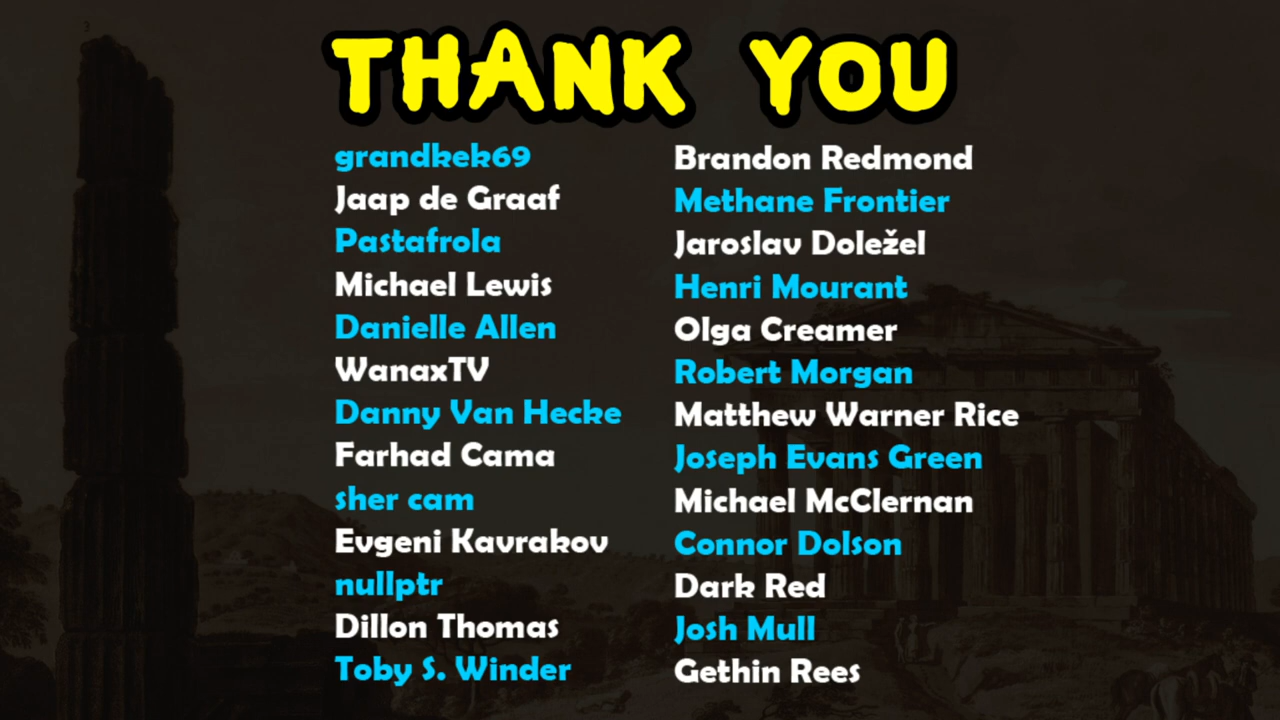 THANK YOU
grandkek69
Jaap de Graaf
Pastafrola
Michael Lewis
Danielle Allen
WanaxTV
Danny Van Hecke
Farhad Cama
sher cam
Evgeni Kavrakov
nullptr
Dillon Thomas
Toby S. Winder
Brandon Redmond
Methane Frontier
Jaroslav Doležel
Henri Mourant
Olga Creamer
Robert Morgan
Matthew Warner Rice
Joseph Evans Green
Michael McClernan
Connor Dolson
Dark Red
Josh Mull
Gethin Rees